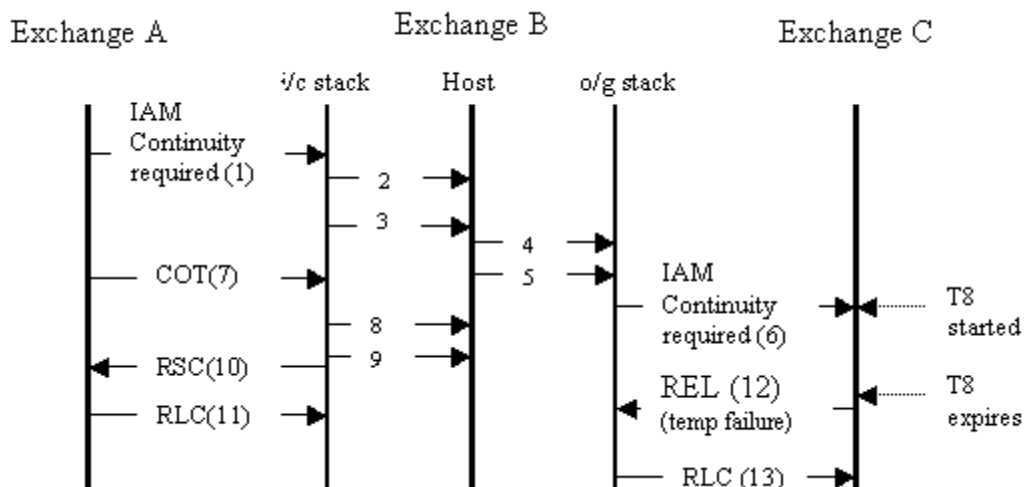 Exchange A
Exchange B
Exchange C
i/c stack
Host
o/g stack
IAM
Continuity
required (1)
2
3
4
5
COT(7)
IAM
Continuity
required (6)
T8
started
8
9
RSC(10)
REL (12)
(temp failure)
T8
expires
RLC(11)
RLC (13)